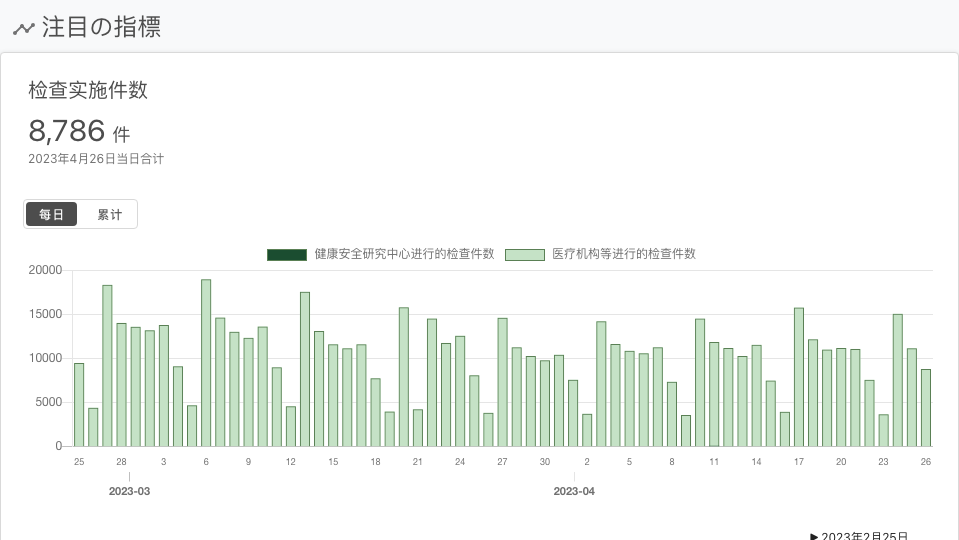 注目の指標
检查实施件数
8,786 件
2023年4月26日当日合计
每日 累计
健康安全研究中心进行的检查件数 医疗机构等进行的检查件数
20000
15000
10000
5000
0
25 28 3 6 9 12 15 18 21 24 27 30 2 5 8 11 14 17 20 23 26
2023-03 2023-04
▶ 2023年2月25日